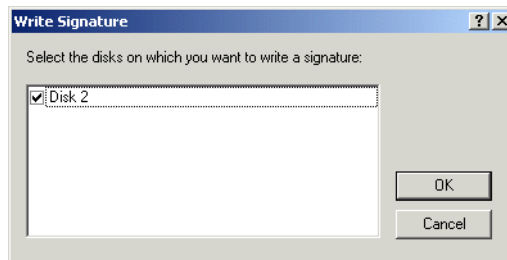 Write Signature
Select the disks on which you want to write a signature:
Disk 2
OK
Cancel